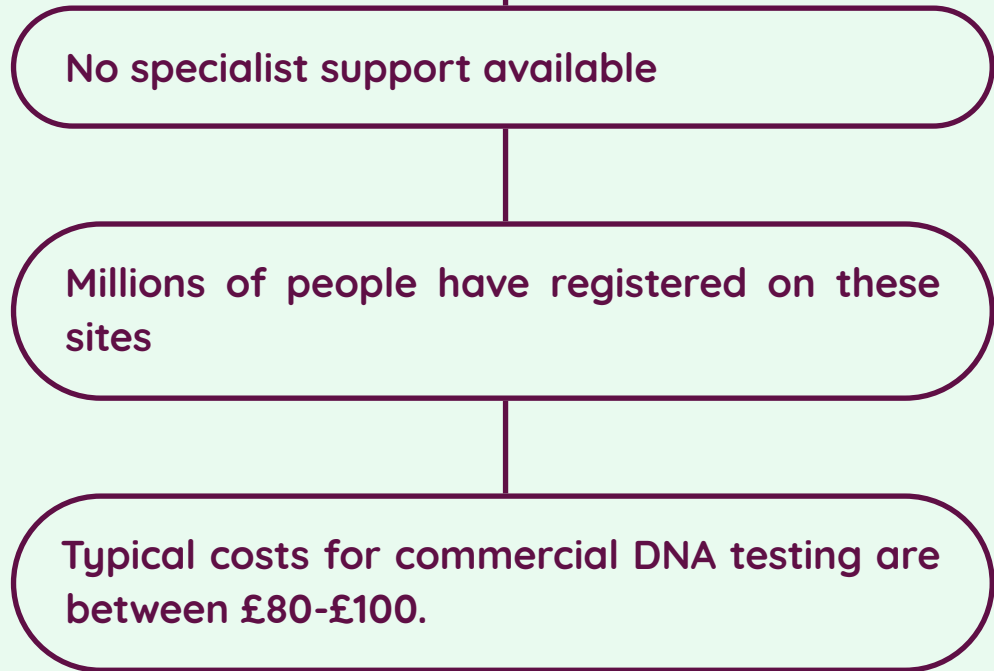 No specialist support available
Millions of people have registered on these
sites
Typical costs for commercial DNA testing are
between £80-£100.